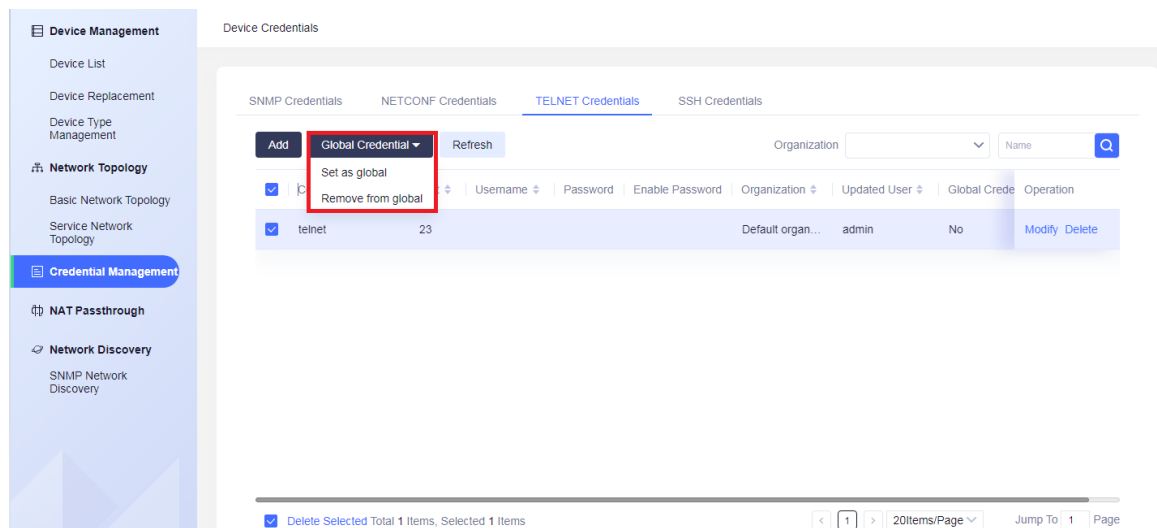 Device Management
Device List
Device Replacement
Device Type
Management
Network Topology
Basic Network Topology
Service Network
Topology
Credential Management
NAT Passthrough
Network Discovery
SNMP Network
Discovery
Device Credentials
SNMP Credentials NETCONF Credentials TELNET Credentials SSH Credentials
Add Global Credential Refresh Organization Name
Set as global
Remove from global
Username Password Enable Password Organization Updated User Global Crede Operation
telnet 23 Default organ... admin No Modify Delete
Delete Selected Total 1 Items, Selected 1 Items < 1 > 20Items/Page Jump To 1 Page